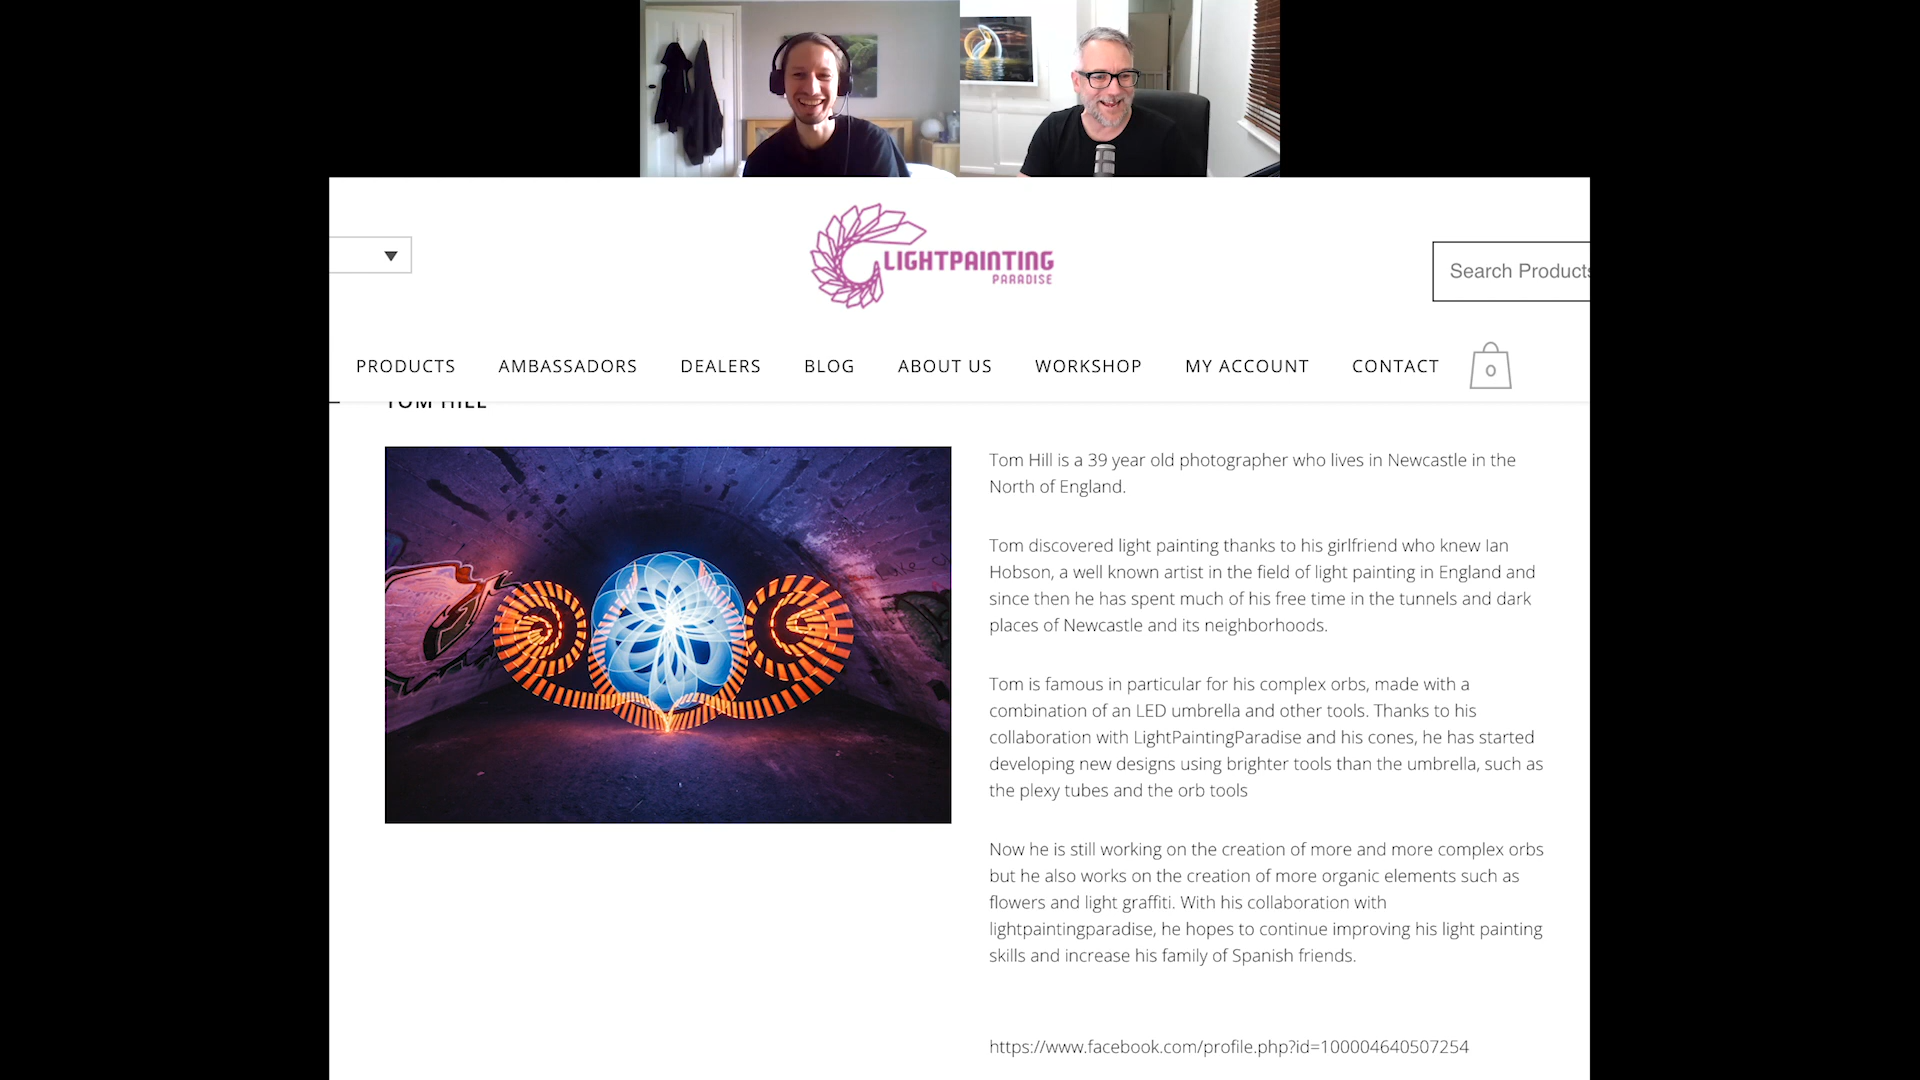 LIGHTPAINTING
PARADISE
Search Products
PRODUCTS AMBASSADORS DEALERS BLOG ABOUT US WORKSHOP MY ACCOUNT CONTACT 0
TOM HILL
Tom Hill is a 39 year old photographer who lives in Newcastle in the
North of England.
Tom discovered light painting thanks to his girlfriend who knew Ian
Hobson, a well known artist in the field of light painting in England and
since then he has spent much of his free time in the tunnels and dark
places of Newcastle and its neighborhoods.
Tom is famous in particular for his complex orbs, made with a
combination of an LED umbrella and other tools. Thanks to his
collaboration with LightPaintingParadise and his cones, he has started
developing new designs using brighter tools than the umbrella, such as
the plexy tubes and the orb tools
Now he is still working on the creation of more and more complex orbs
but he also works on the creation of more organic elements such as
flowers and light graffiti. With his collaboration with
lightpaintingparadise, he hopes to continue improving his light painting
skills and increase his family of Spanish friends.
https://www.facebook.com/profile.php?id=100004640507254